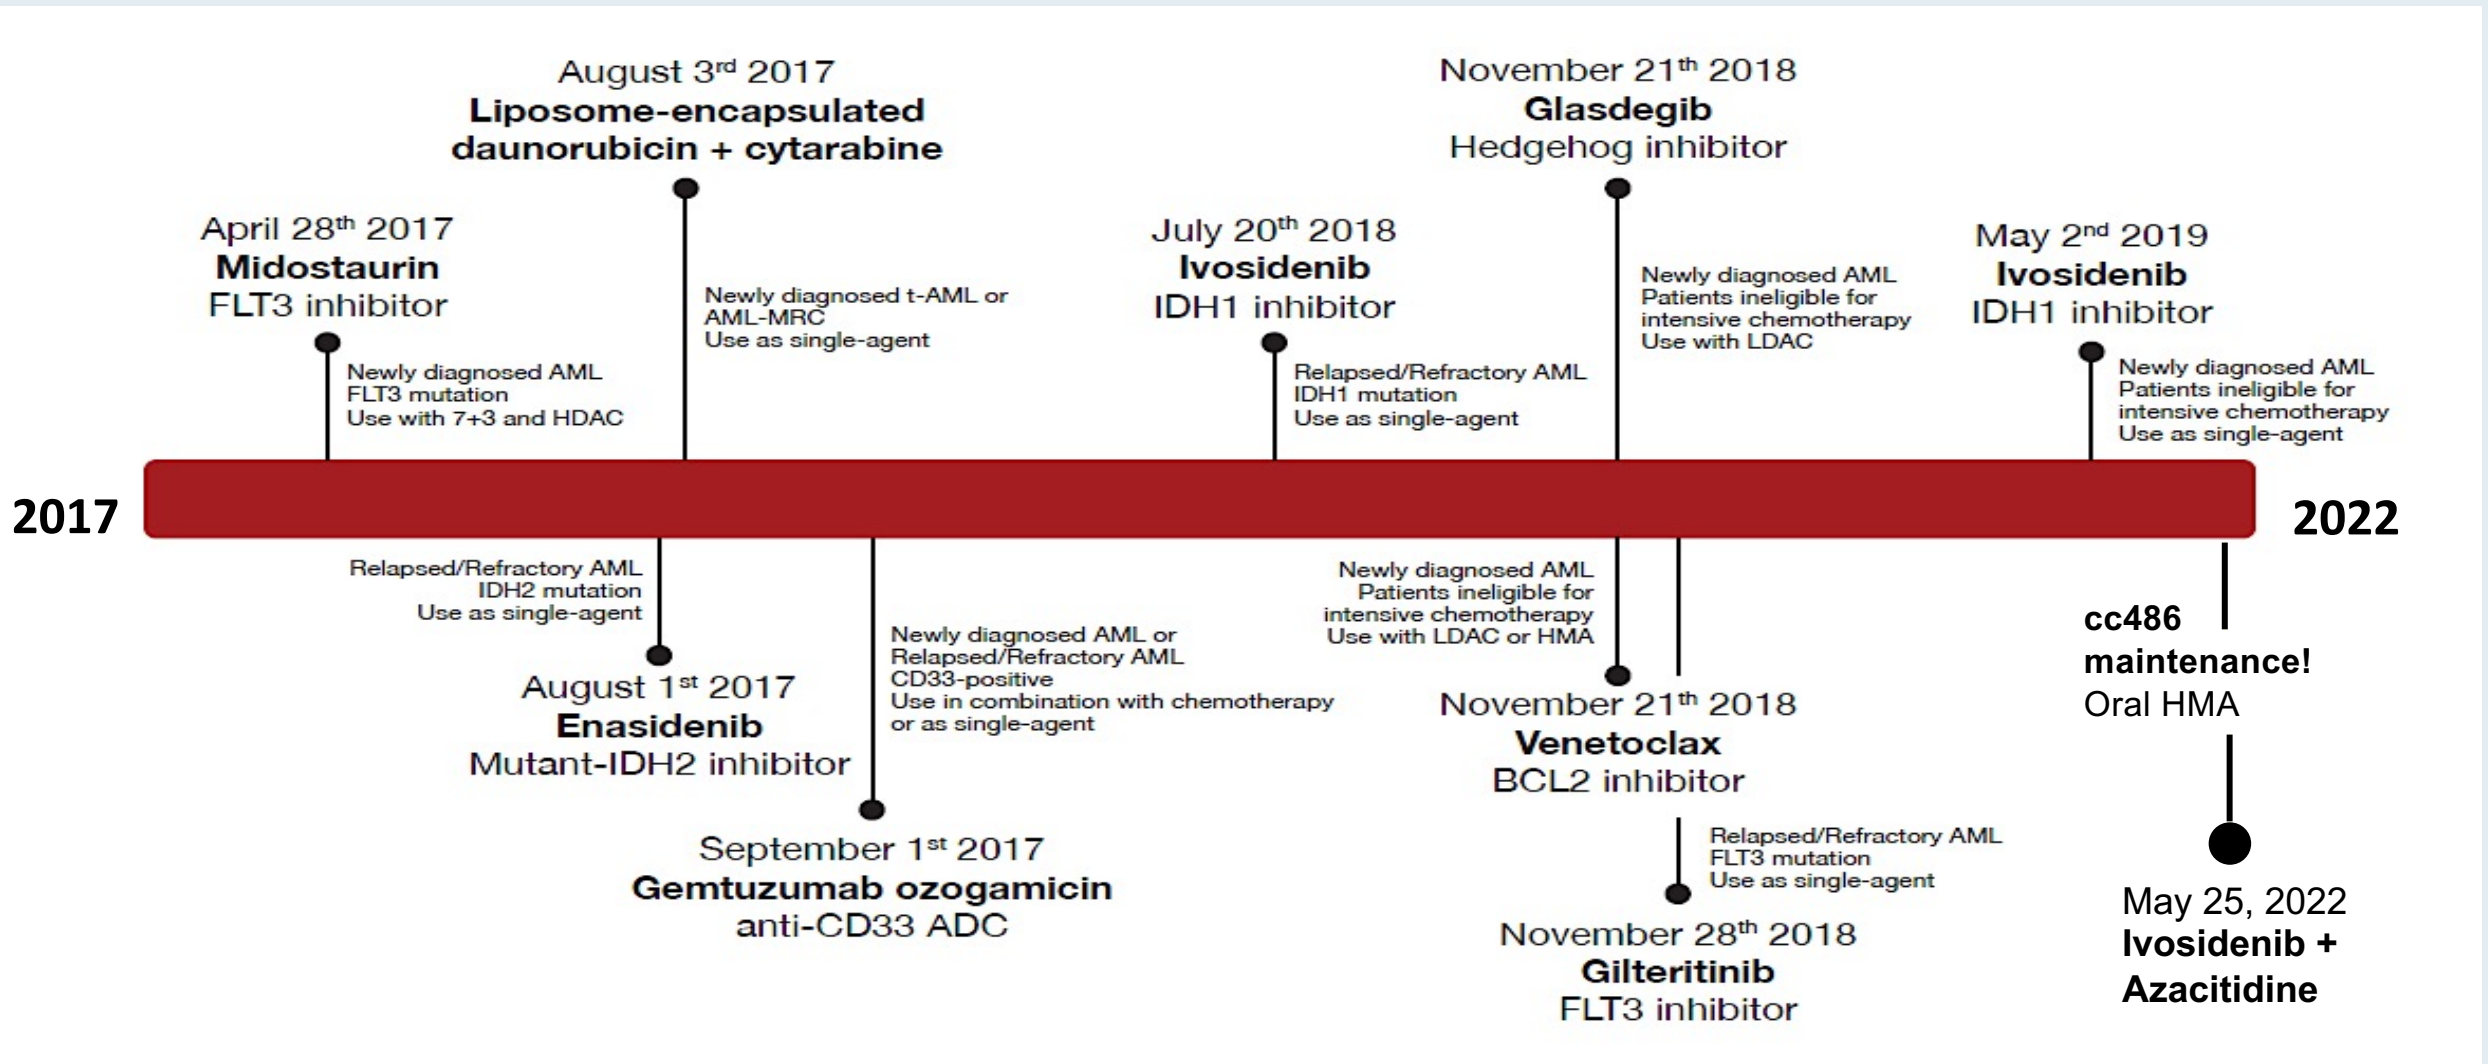 August 3rd 2017
Liposome-encapsulated
daunorubicin + cytarabine
Newly diagnosed t-AML or
AML-MRC
Use as single-agent
November 21th 2018
Glasdegib
Hedgehog inhibitor
Newly diagnosed AML
Patients ineligible for
intensive chemotherapy
Use with LDAC
April 28th 2017
Midostaurin
FLT3 inhibitor
Newly diagnosed AML
FLT3 mutation
Use with 7+3 and HDAC
July 20th 2018
Ivosidenib
IDH1 inhibitor
Relapsed/Refractory AML
IDH1 mutation
Use as single-agent
May 2nd 2019
Ivosidenib
IDH1 inhibitor
Newly diagnosed AML
Patients ineligible for
intensive chemotherapy
Use as single-agent
2017
2022
Relapsed/Refractory AML
IDH2 mutation
Use as single-agent
August 1st 2017
Enasidenib
Mutant-IDH2 inhibitor
Newly diagnosed AML or
Relapsed/Refractory AML
CD33-positive
Use in combination with chemotherapy
or as single-agent
September 1st 2017
Gemtuzumab ozogamicin
anti-CD33 ADC
Newly diagnosed AML
Patients ineligible for
intensive chemotherapy
Use with LDAC or HMA
November 21th 2018
Venetoclax
BCL2 inhibitor
Relapsed/Refractory AML
FLT3 mutation
Use as single-agent
November 28th 2018
Gilteritinib
FLT3 inhibitor
cc486
maintenance!
Oral HMA
May 25, 2022
Ivosidenib +
Azacitidine